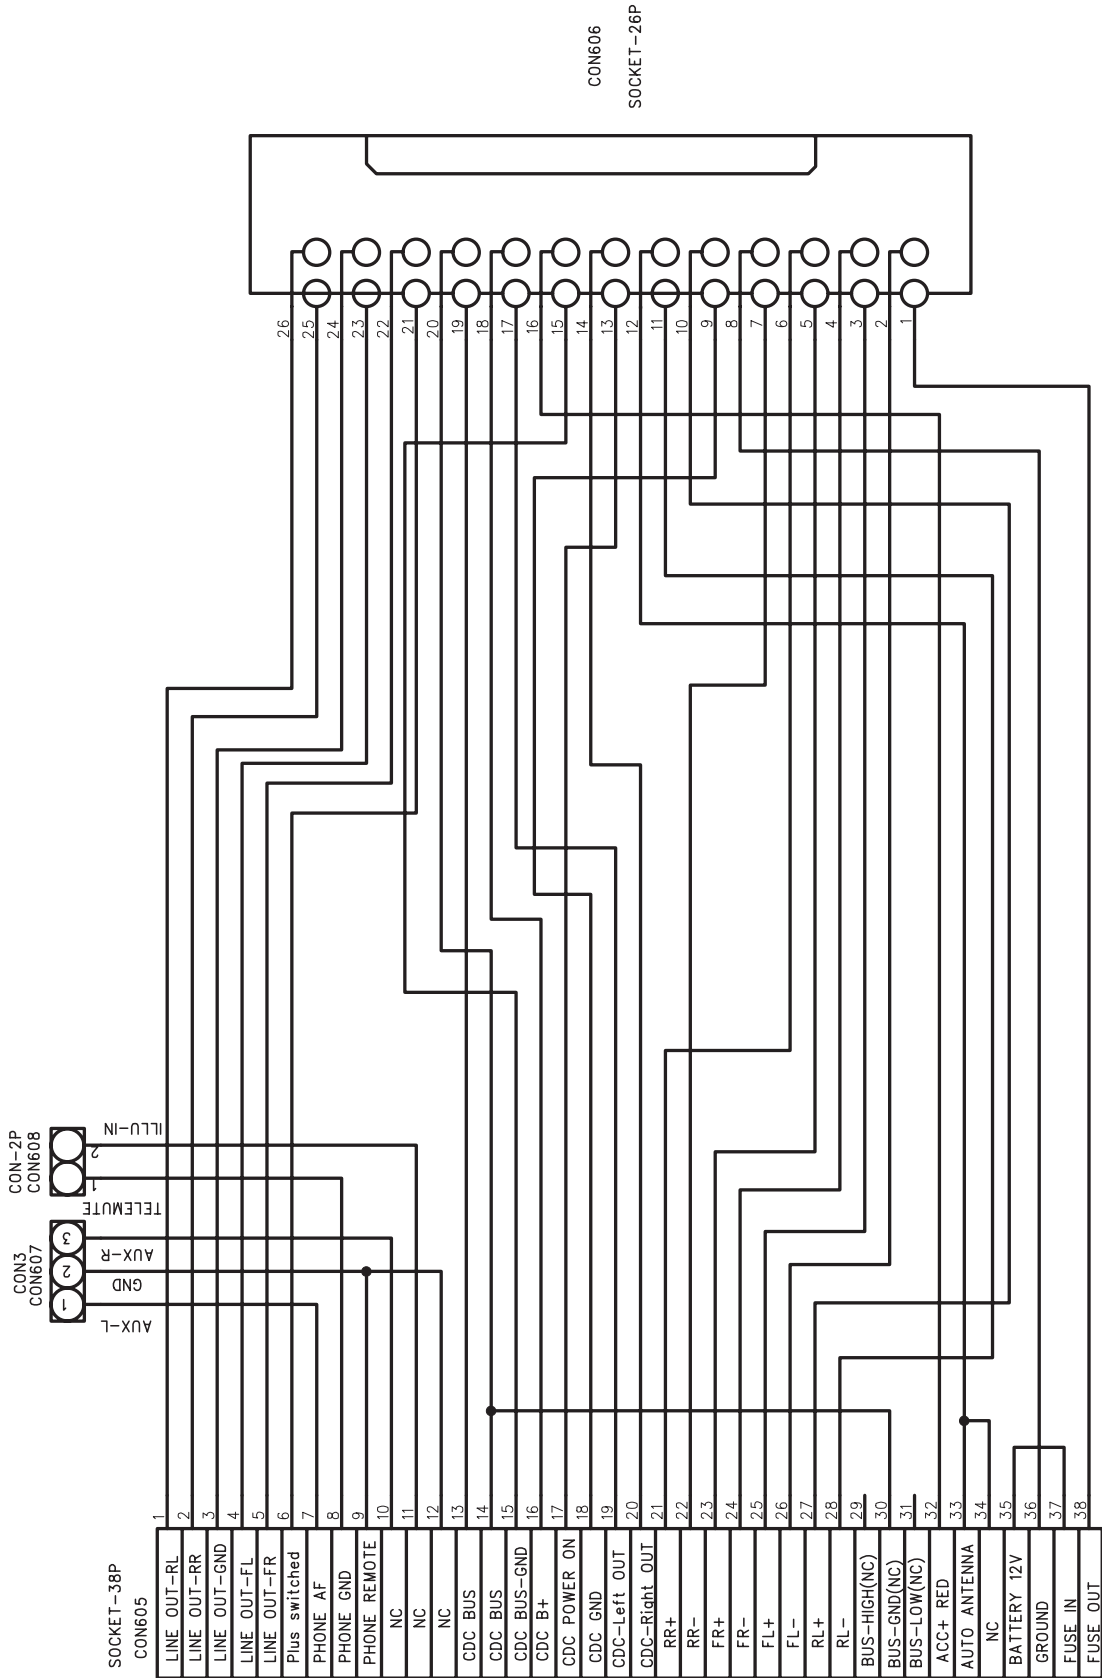 CON606
SOCKET-26P
26
25
24
23
22
21
20
19
18
17
16
15
14
13
12
11
10
9
8
7
6
5
4
3
2
1
CON-2P
CON608
2
ILLU-IN
1
TELEMUTE
CON3
CON607
3
AUX-R
2
GND
1
AUX-L
SOCKET-38P
CON605
LINE OUT-RL 1
LINE OUT-RR 2
LINE OUT-GND 3
LINE OUT-FL 4
LINE OUT-FR 5
Plus switched 6
PHONE AF 7
PHONE GND 8
PHONE REMOTE 9
NC 10
NC 11
NC 12
CDC BUS 13
CDC BUS 14
CDC BUS-GND 15
CDC B+ 16
CDC POWER ON 17
CDC GND 18
CDC-Left OUT 19
CDC-Right OUT 20
RR+ 21
RR- 22
FR+ 23
FR- 24
FL+ 25
FL- 26
RL+ 27
RL- 28
BUS-HIGH(NC) 29
BUS-GND(NC) 30
BUS-LOW(NC) 31
ACC+ RED 32
AUTO ANTENNA 33
NC 34
BATTERY 12V 35
GROUND 36
FUSE IN 37
FUSE OUT 38